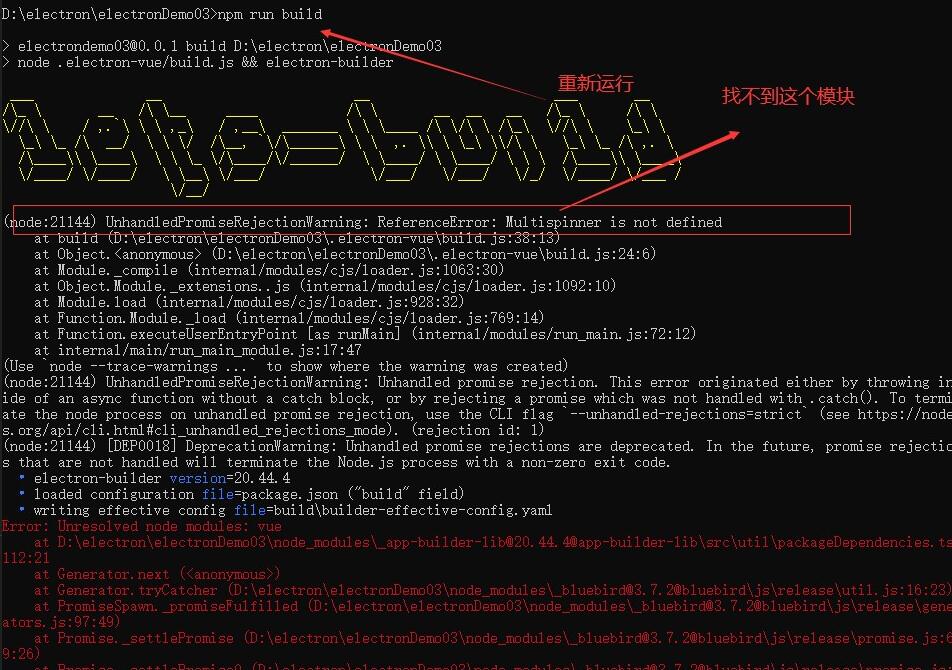 D:\electron\electronDemo03>npm run build
> electrondemo03@0.0.1 build D:\electron\electronDemo03
> node .electron-vue/build.js && electron-builder
重新运行
找不到这个模块
lets-build
(node:21144) UnhandledPromiseRejectionWarning: ReferenceError: Multispinner is not defined
at build (D:\electron\electronDemo03\.electron-vue\build.js:38:13)
at Object.<anonymous> (D:\electron\electronDemo03\.electron-vue\build.js:24:6)
at Module._compile (internal/modules/cjs/loader.js:1063:30)
at Object.Module._extensions..js (internal/modules/cjs/loader.js:1092:10)
at Module.load (internal/modules/cjs/loader.js:928:32)
at Function.Module._load (internal/modules/cjs/loader.js:769:14)
at Function.executeUserEntryPoint [as runMain] (internal/modules/run_main.js:72:12)
at internal/main/run_main_module.js:17:47
(Use `node --trace-warnings ...` to show where the warning was created)
(node:21144) UnhandledPromiseRejectionWarning: Unhandled promise rejection. This error originated either by throwing in
ide of an async function without a catch block, or by rejecting a promise which was not handled with .catch(). To termi
ate the node process on unhandled promise rejection, use the CLI flag `--unhandled-rejections=strict` (see https://node
s.org/api/cli.html#cli_unhandled_rejections_mode). (rejection id: 1)
(node:21144) [DEP0018] DeprecationWarning: Unhandled promise rejections are deprecated. In the future, promise rejectio
s that are not handled will terminate the Node.js process with a non-zero exit code.
• electron-builder version=20.44.4
• loaded configuration file=package.json ("build" field)
• writing effective config file=build\builder-effective-config.yaml
Error: Unresolved node modules: vue
at D:\electron\electronDemo03\node_modules\_app-builder-lib@20.44.4@app-builder-lib\src\util\packageDependencies.ts
112:21
at Generator.next (<anonymous>)
at Generator.tryCatcher (D:\electron\electronDemo03\node_modules\_bluebird@3.7.2@bluebird\js\release\util.js:16:23)
at PromiseSpawn._promiseFulfilled (D:\electron\electronDemo03\node_modules\_bluebird@3.7.2@bluebird\js\release\gene
ators.js:97:49)
at Promise._settlePromise (D:\electron\electronDemo03\node_modules\_bluebird@3.7.2@bluebird\js\release\promise.js:6
9:26)